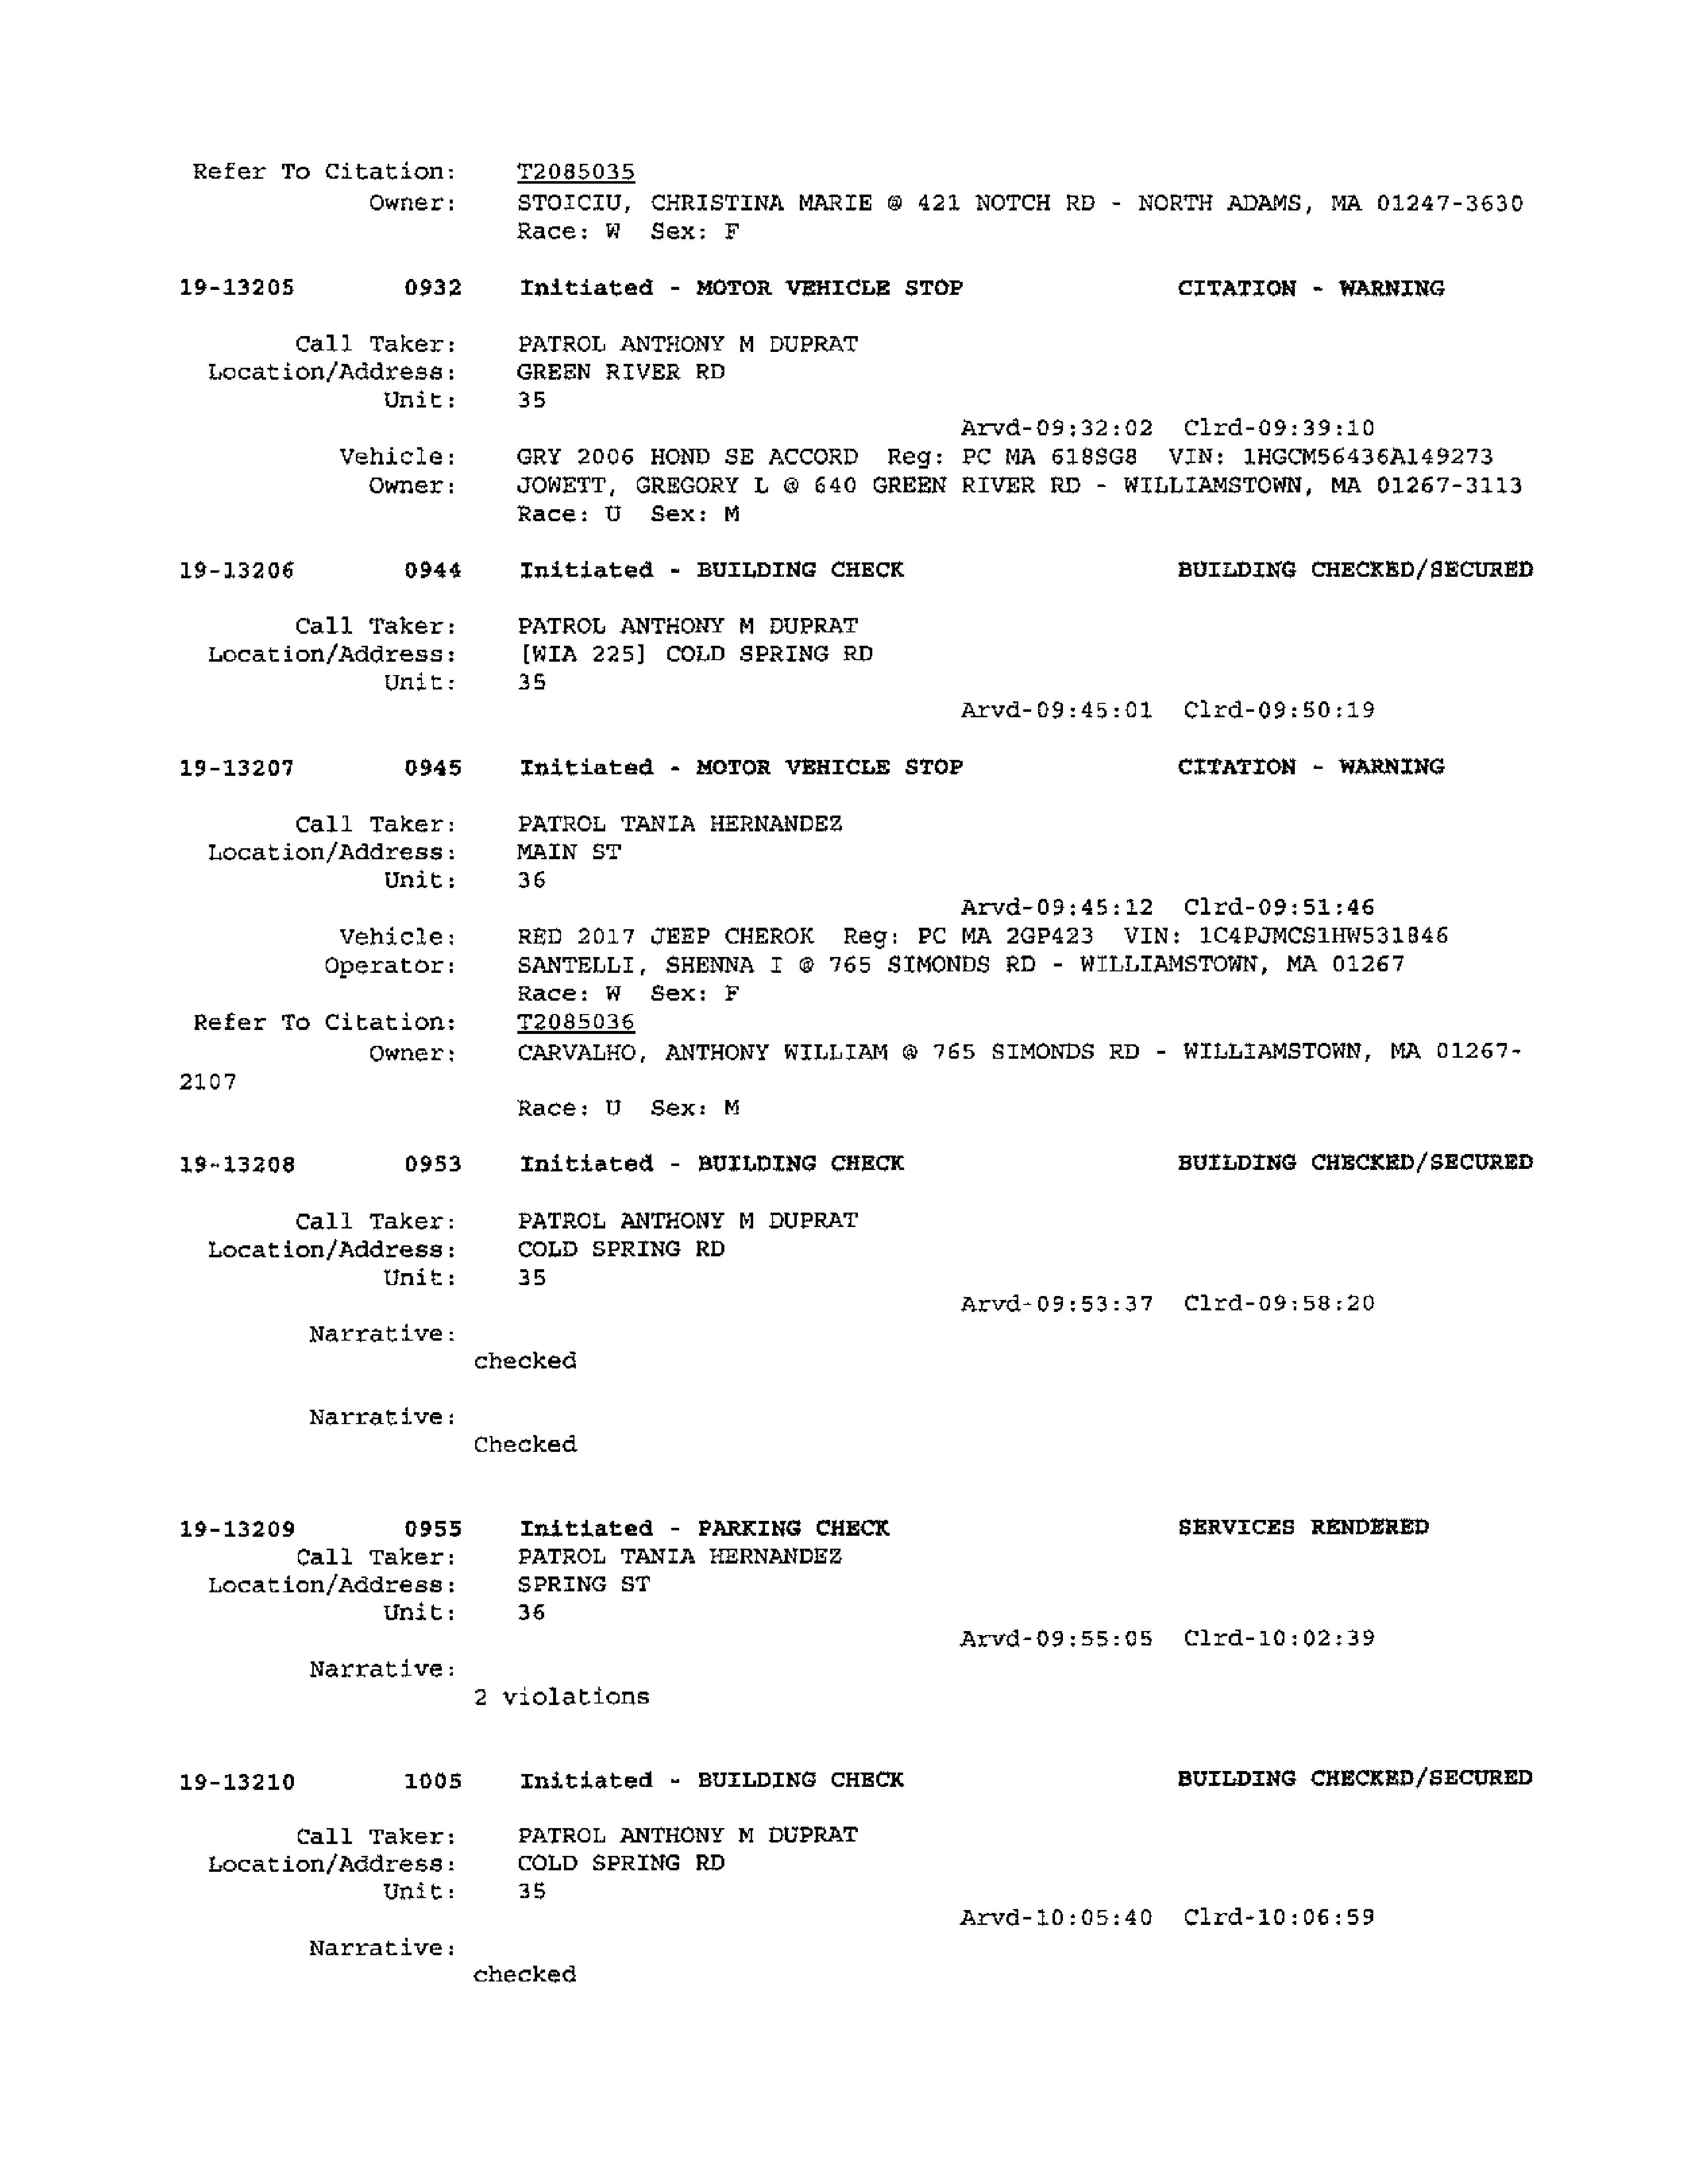 Refer To Citation: T2085035
Owner: STOICIU, CHRISTINA MARIE @ 421 NOTCH RD - NORTH ADAMS, MA 01247-3630
Race: W Sex: F
19-13205 0932 Initiated - MOTOR VEHICLE STOP CITATION - WARNING
Call Taker: PATROL ANTHONY M DUPRAT
Location/Address: GREEN RIVER RD
Unit: 35
Arvd-09:32:02 Clrd-09:39:10
Vehicle: GRY 2006 HOND SE ACCORD Reg: PC MA 618SG8 VIN: 1HGCM56436A149273
Owner: JOWETT, GREGORY L @ 640 GREEN RIVER RD - WILLIAMSTOWN, MA 01267-3113
Race: U Sex: M
19-13206 0944 Initiated - BUILDING CHECK BUILDING CHECKED/SECURED
Call Taker: PATROL ANTHONY M DUPRAT
Location/Address: [WIA 225] COLD SPRING RD
Unit: 35
Arvd-09:45:01 Clrd-09:50:19
19-13207 0945 Initiated - MOTOR VEHICLE STOP CITATION - WARNING
Call Taker: PATROL TANIA HERNANDEZ
Location/Address: MAIN ST
Unit: 36
Arvd-09:45:12 Clrd-09:51:46
Vehicle: RED 2017 JEEP CHEROK Reg: PC MA 2GP423 VIN: 1C4PJMCS1HW531846
Operator: SANTELLI, SHENNA I @ 765 SIMONDS RD - WILLIAMSTOWN, MA 01267
Race: W Sex: F
Refer To Citation: T2085036
Owner: CARVALHO, ANTHONY WILLIAM @ 765 SIMONDS RD - WILLIAMSTOWN, MA 01267-
2107
Race: U Sex: M
19-13208 0953 Initiated - BUILDING CHECK BUILDING CHECKED/SECURED
Call Taker: PATROL ANTHONY M DUPRAT
Location/Address: COLD SPRING RD
Unit: 35
Arvd-09:53:37 Clrd-09:58:20
Narrative:
checked
Narrative:
Checked
19-13209 0955 Initiated - PARKING CHECK SERVICES RENDERED
Call Taker: PATROL TANIA HERNANDEZ
Location/Address: SPRING ST
Unit: 36
Arvd-09:55:05 Clrd-10:02:39
Narrative:
2 violations
19-13210 1005 Initiated - BUILDING CHECK BUILDING CHECKED/SECURED
Call Taker: PATROL ANTHONY M DUPRAT
Location/Address: COLD SPRING RD
Unit: 35
Arvd-10:05:40 Clrd-10:06:59
Narrative:
checked